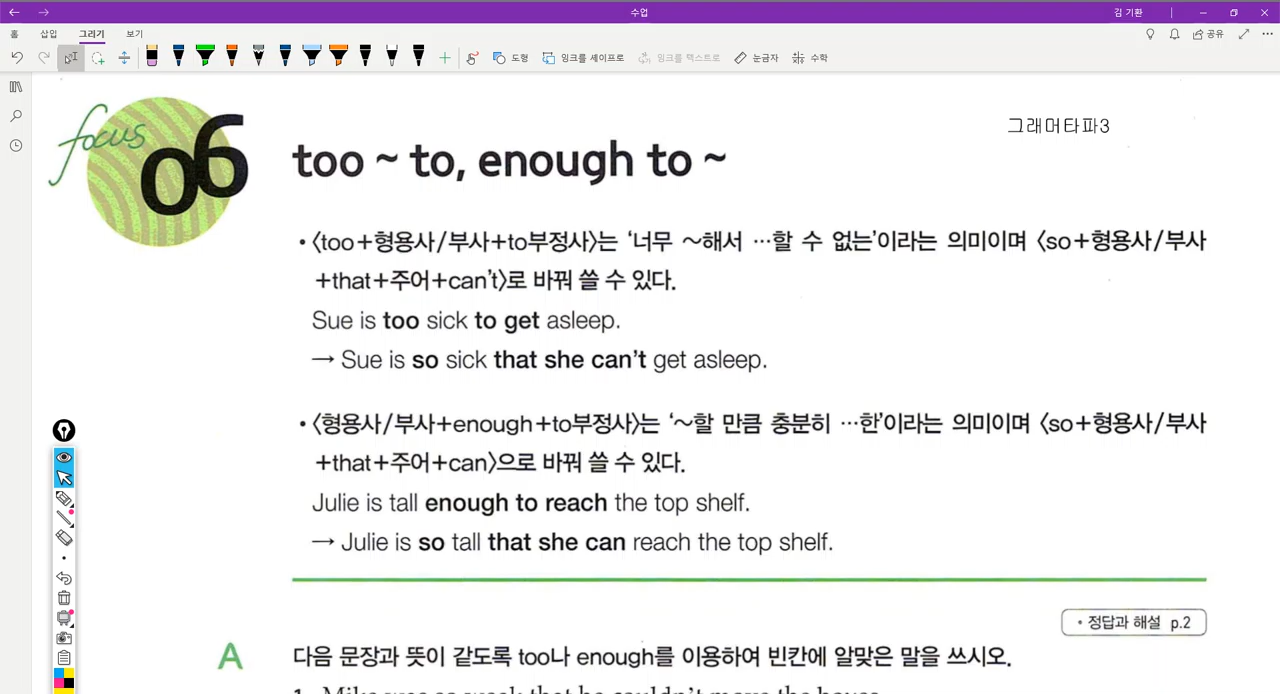 수업
김 기환
홈 삽입 그리기 보기
공유
도형 잉크를 셰이프로 잉크를 텍스트로 눈금자 수학
그래머타파3
focus 06
too ~ to, enough to ~
• 〈too+형용사/부사+to부정사〉는 ‘너무 ~해서 …할 수 없는’이라는 의미이며 〈so+형용사/부사
+that+주어+can't〉로 바꿔 쓸 수 있다.
Sue is too sick to get asleep.
→ Sue is so sick that she can't get asleep.
• 〈형용사/부사+enough+to부정사〉는 ‘~할 만큼 충분히 …한’이라는 의미이며 〈so+형용사/부사
+that+주어+can〉으로 바꿔 쓸 수 있다.
Julie is tall enough to reach the top shelf.
→ Julie is so tall that she can reach the top shelf.
• 정답과 해설 p.2
A 다음 문장과 뜻이 같도록 too나 enough를 이용하여 빈칸에 알맞은 말을 쓰시오.
1. Mike was so weak that he couldn't move the boxes.